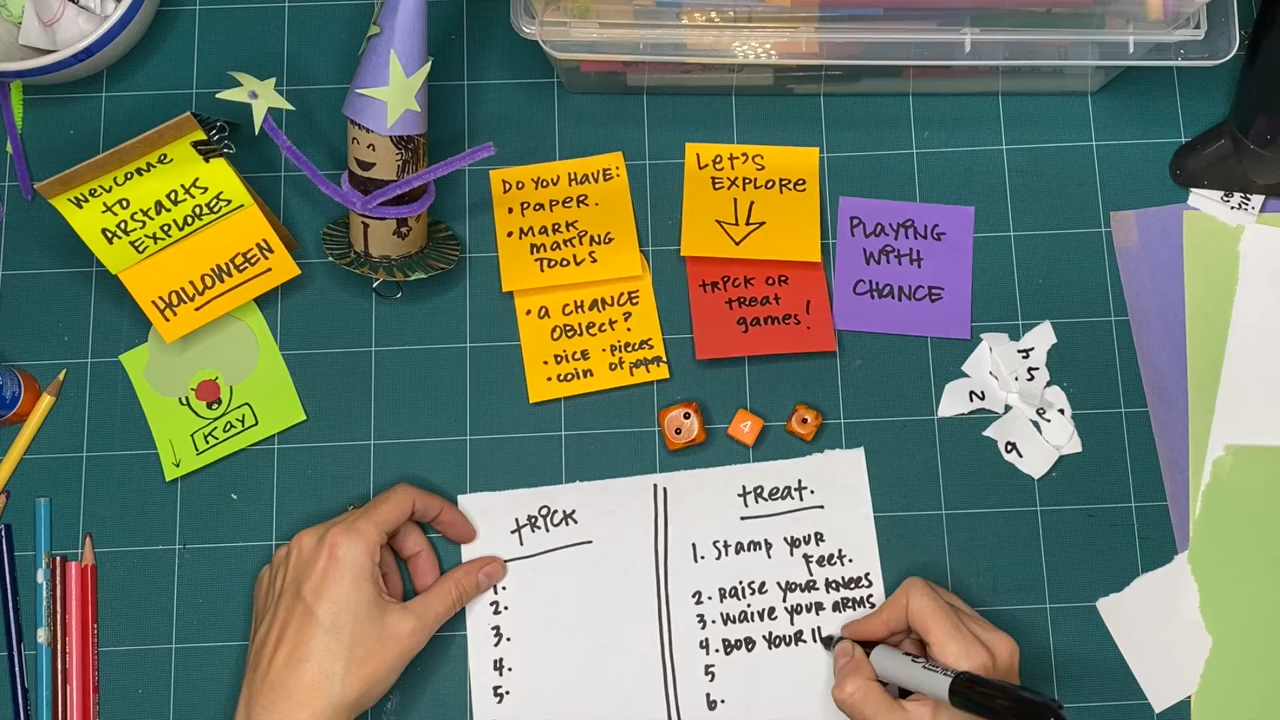 Welcome
to
ARSTARTS
EXPLORES
HALLOWEEN
Kay
DO YOU HAVE:
• PAPER.
• MARK
MAKING
TOOLS
• A CHANCE
OBJECT?
• DICE • pieces
• COIN of paper
LET'S
EXPLORE
tRICK OR
treat
games!
PLAYING
WITH
CHANCE
4
2
5
4
9
tRICK
1.
2.
3.
4.
5.
treat.
1. Stamp your
Feet.
2. Raise your knees
3. Waive your ARMS
4. BOB YOUR
5
6.